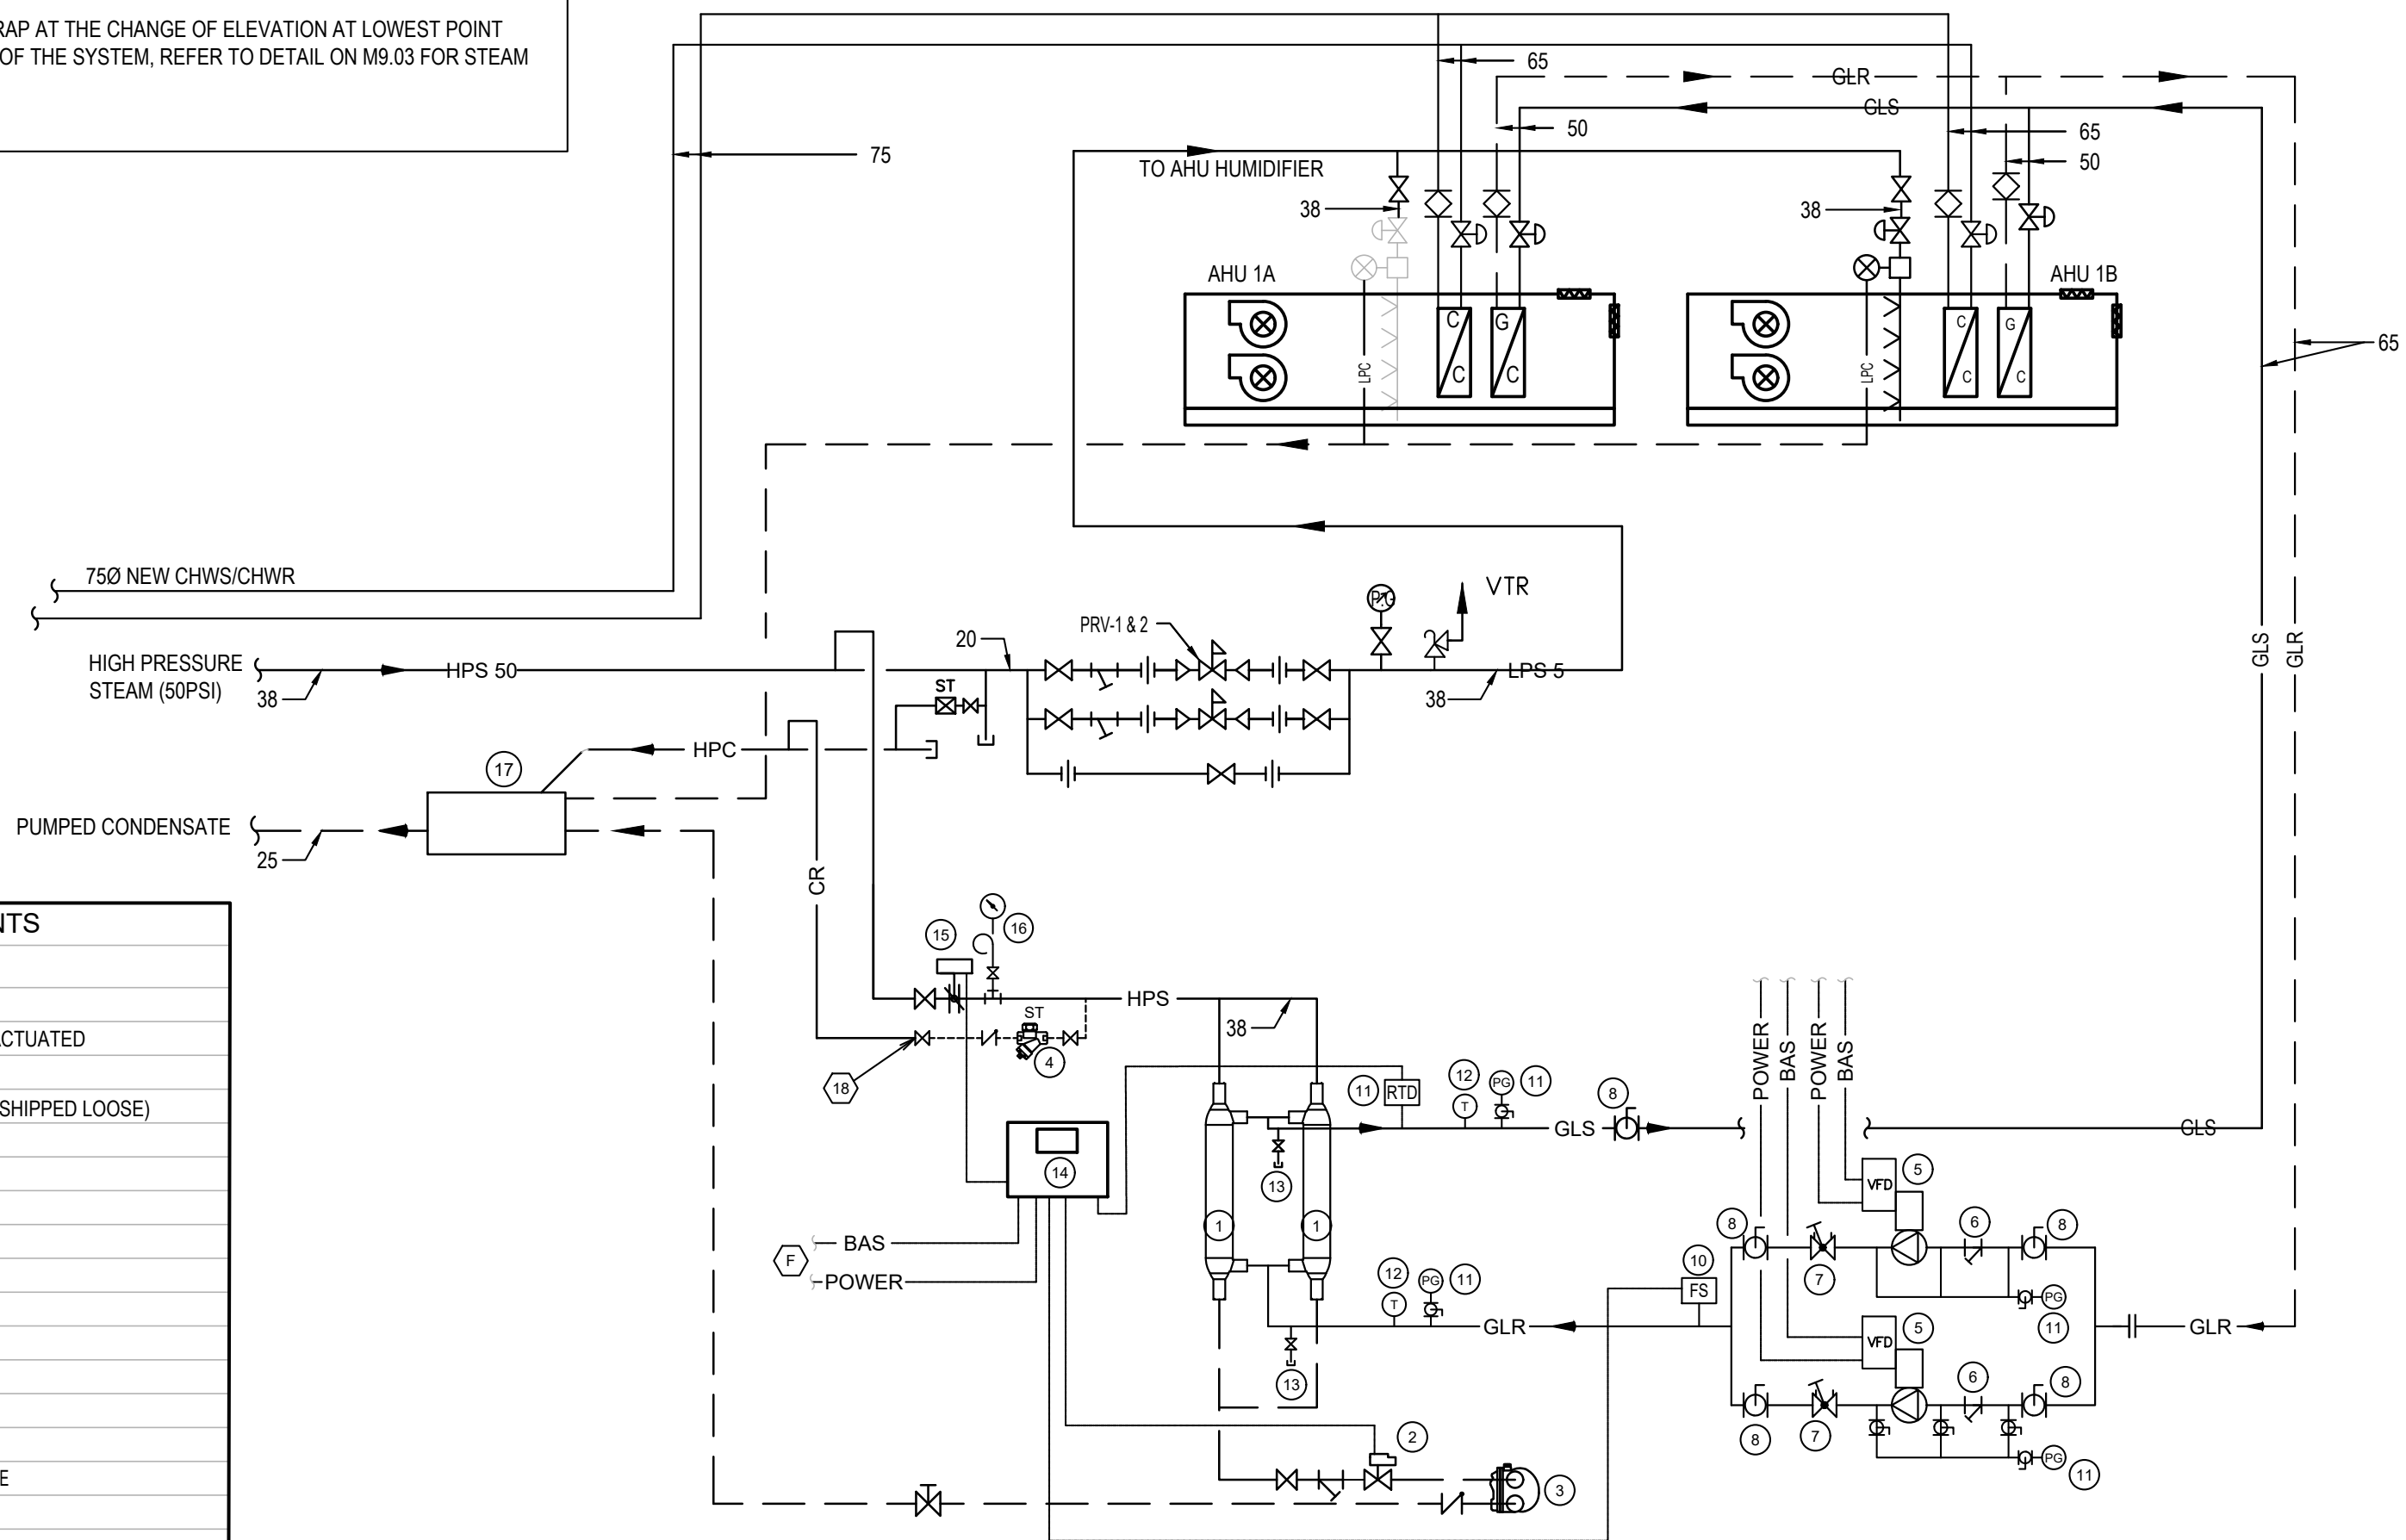 RAP AT THE CHANGE OF ELEVATION AT LOWEST POINT
OF THE SYSTEM, REFER TO DETAIL ON M9.03 FOR STEAM
65
GLR
GLS
50
65
50
75
TO AHU HUMIDIFIER
38
38
AHU 1A
AHU 1B
C
C
G
C
C
C
G
C
LPC
LPC
65
75Ø NEW CHWS/CHWR
VTR
P.G
PRV-1 & 2
20
HIGH PRESSURE
STEAM (50PSI)
38
HPS 50
ST
LPS 5
38
GLS
GLR
HPC
17
PUMPED CONDENSATE
25
CR
NTS
ACTUATED
SHIPPED LOOSE)
E
15
16
HPS
38
ST
4
18
POWER
BAS
POWER
BAS
11
RTD
12
T
PG
11
8
GLS
GLS
14
13
VFD
5
1
1
BAS
F
POWER
8
7
6
8
10
FS
12
T
PG
11
PG
11
GLR
GLR
VFD
5
13
6
8
8
7
2
PG
11
3